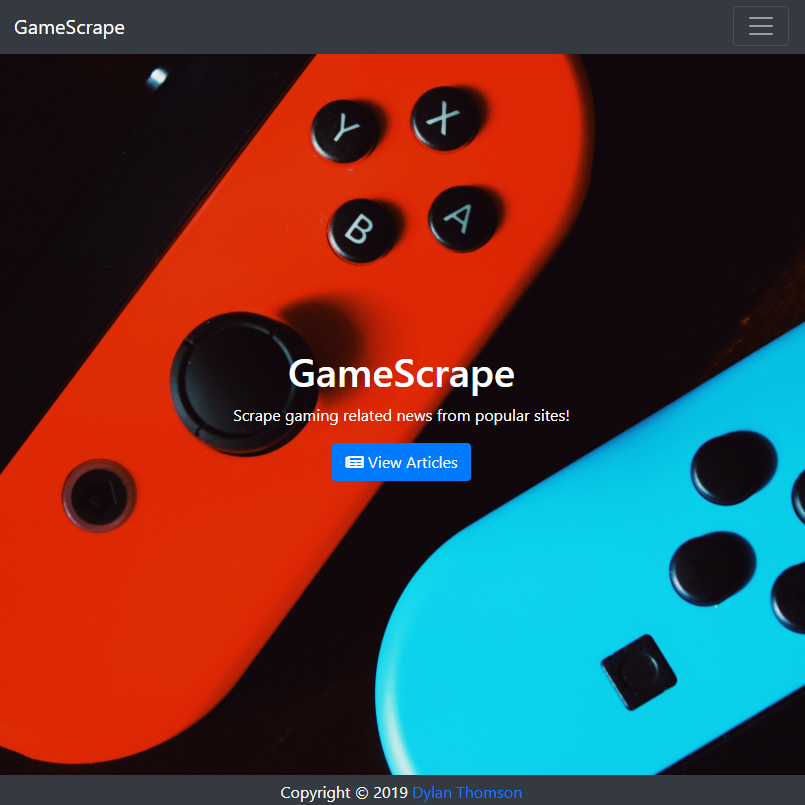 GameScrape
Y
X
B
A
GameScrape
Scrape gaming related news from popular sites!
View Articles
Copyright © 2019 Dylan Thomson